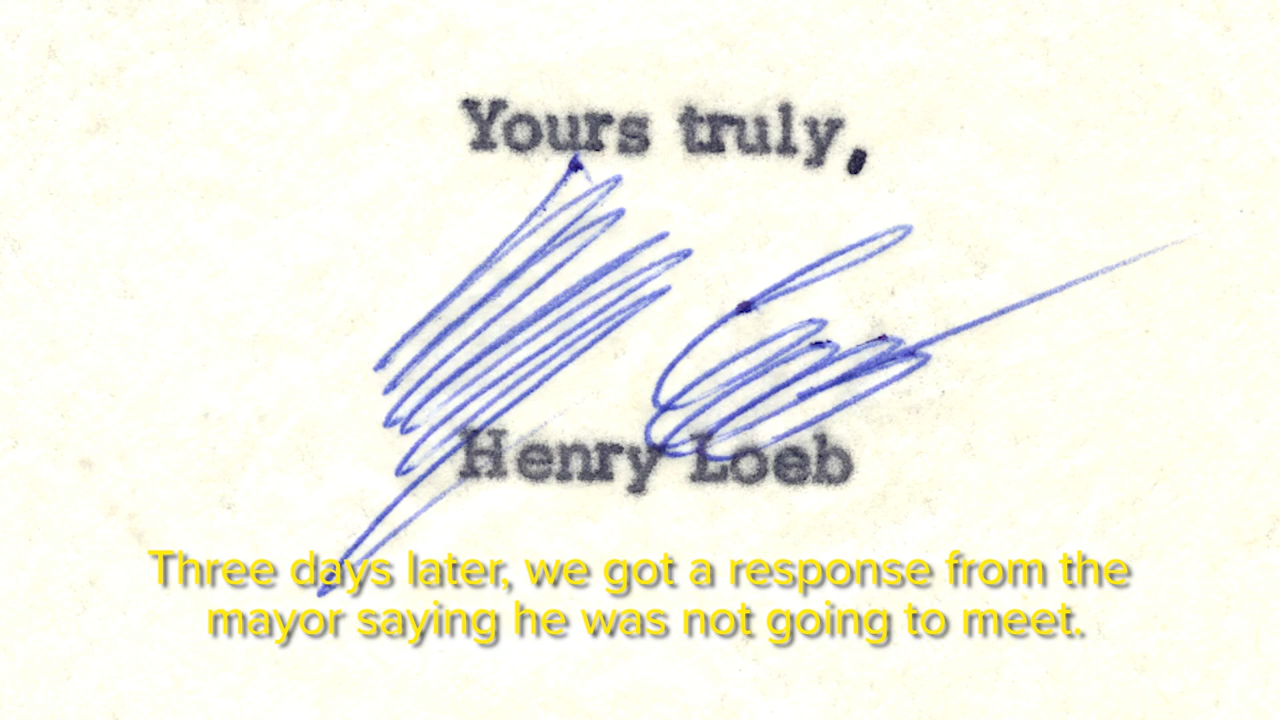 Yours truly,
Henry Loeb
Three days later, we got a response from the
mayor saying he was not going to meet.